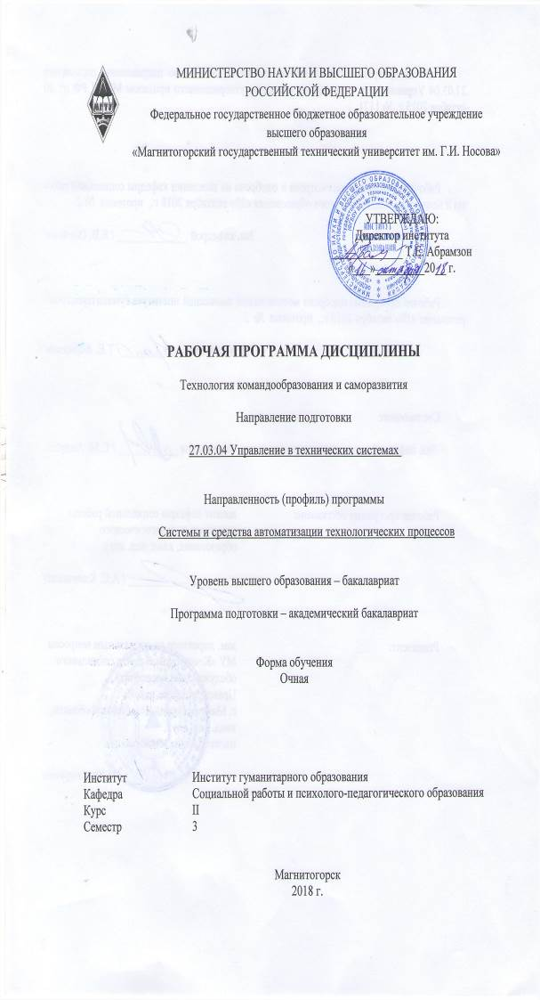 МИНИСТЕРСТВО НАУКИ И ВЫСШЕГО ОБРАЗОВАНИЯ
РОССИЙСКОЙ ФЕДЕРАЦИИ
Федеральное государственное бюджетное образовательное учреждение
высшего образования
«Магнитогорский государственный технический университет им. Г.И. Носова»
УТВЕРЖДАЮ:
Директор института
Абрамзон
« 16 » октября 2018 г.
РАБОЧАЯ ПРОГРАММА ДИСЦИПЛИНЫ
Технология командообразования и саморазвития
Направление подготовки
27.03.04 Управление в технических системах
Направленность (профиль) программы
Системы и средства автоматизации технологических процессов
Уровень высшего образования – бакалавриат
Программа подготовки – академический бакалавриат
Форма обучения
Очная
Институт Институт гуманитарного образования
Кафедра Социальной работы и психолого-педагогического образования
Курс II
Семестр 3
Магнитогорск
2018 г.